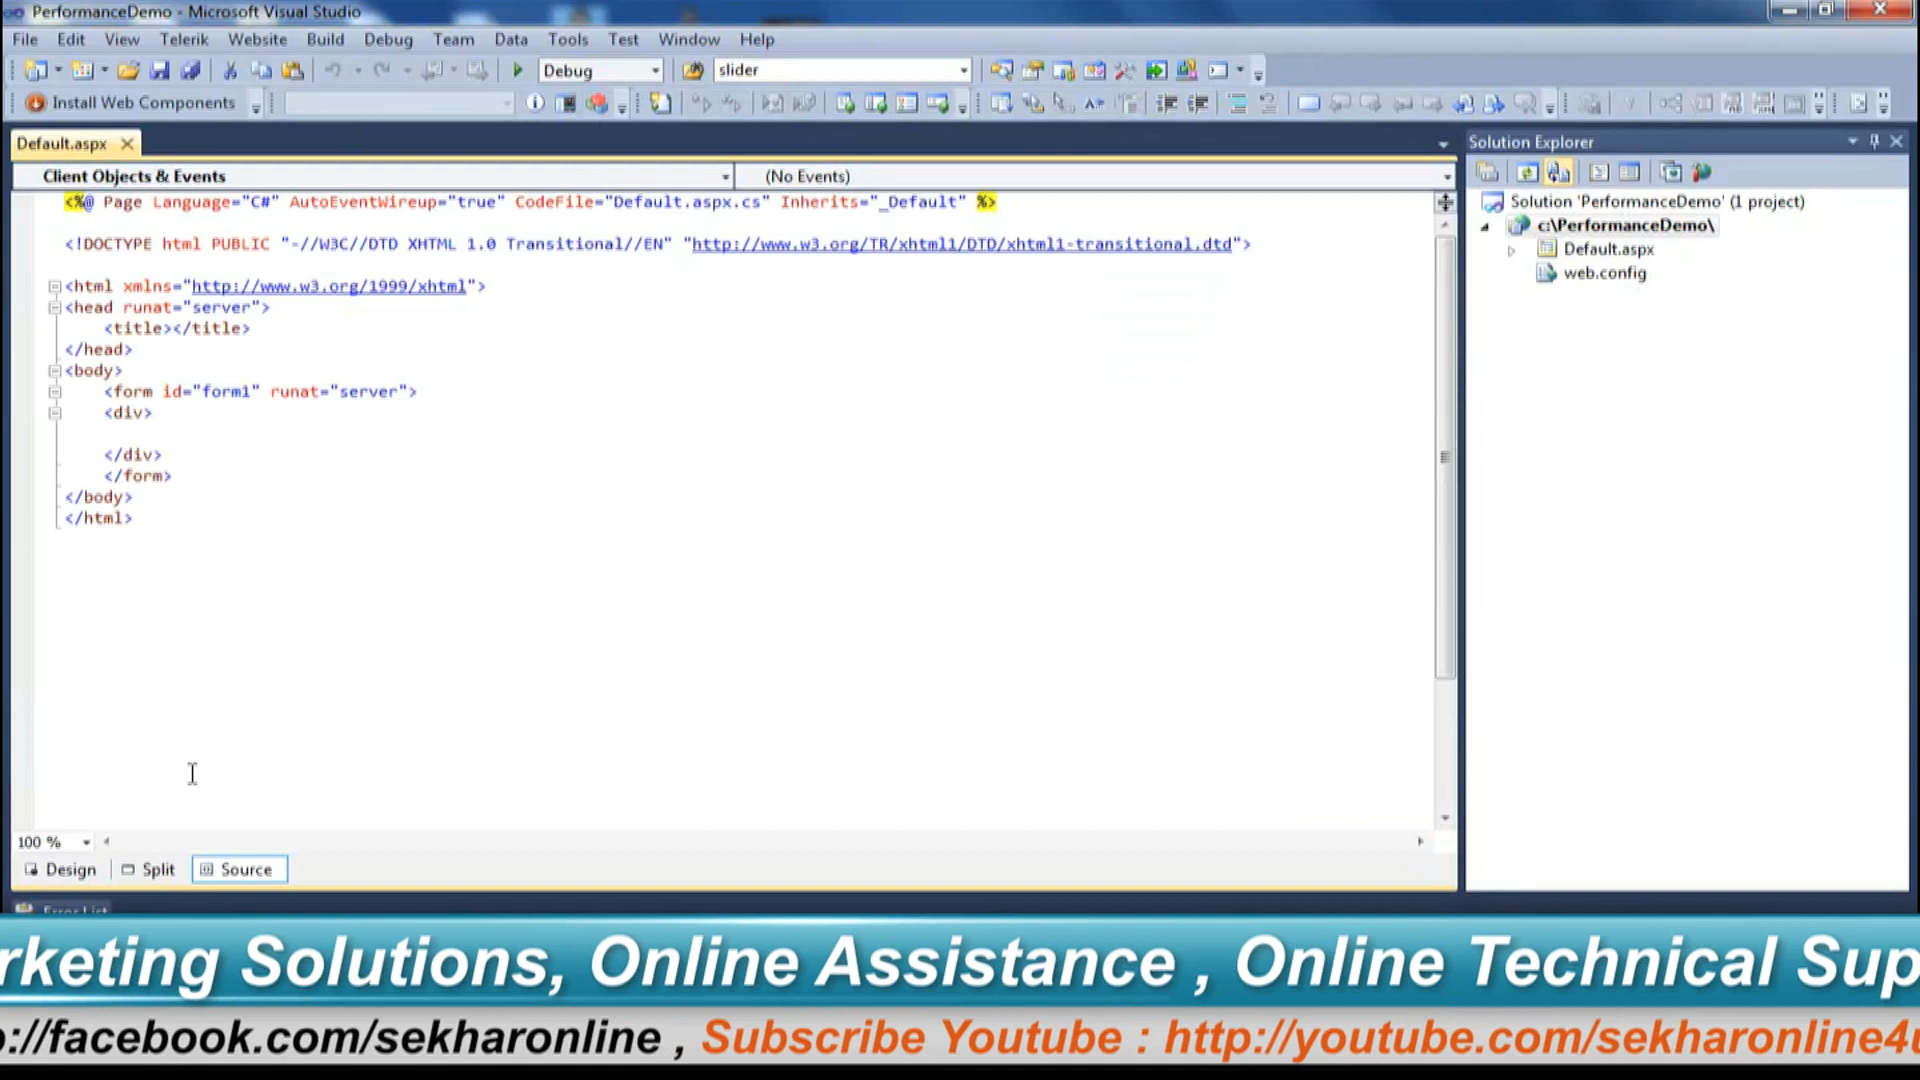 PerformanceDemo - Microsoft Visual Studio
File Edit View Telerik Website Build Debug Team Data Tools Test Window Help
Debug slider
Install Web Components
Default.aspx
Client Objects & Events (No Events)
<%@ Page Language="C#" AutoEventWireup="true" CodeFile="Default.aspx.cs" Inherits="_Default" %>
<!DOCTYPE html PUBLIC "-//W3C//DTD XHTML 1.0 Transitional//EN" "http://www.w3.org/TR/xhtml1/DTD/xhtml1-transitional.dtd">
<html xmlns="http://www.w3.org/1999/xhtml">
<head runat="server">
<title></title>
</head>
<body>
<form id="form1" runat="server">
<div>
</div>
</form>
</body>
</html>
100 %
Design Split Source
Solution Explorer
Solution 'PerformanceDemo' (1 project)
c:\PerformanceDemo\
Default.aspx
web.config
Error List
rketing Solutions, Online Assistance , Online Technical Sup
://facebook.com/sekharonline , Subscribe Youtube : http://youtube.com/sekharonline4u